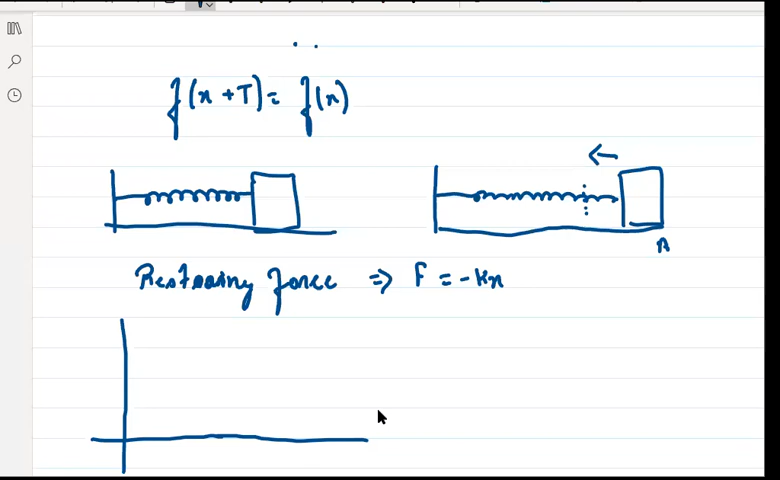 f(x+T) = f(x)
A
Restoring force ⇒ F = -kx